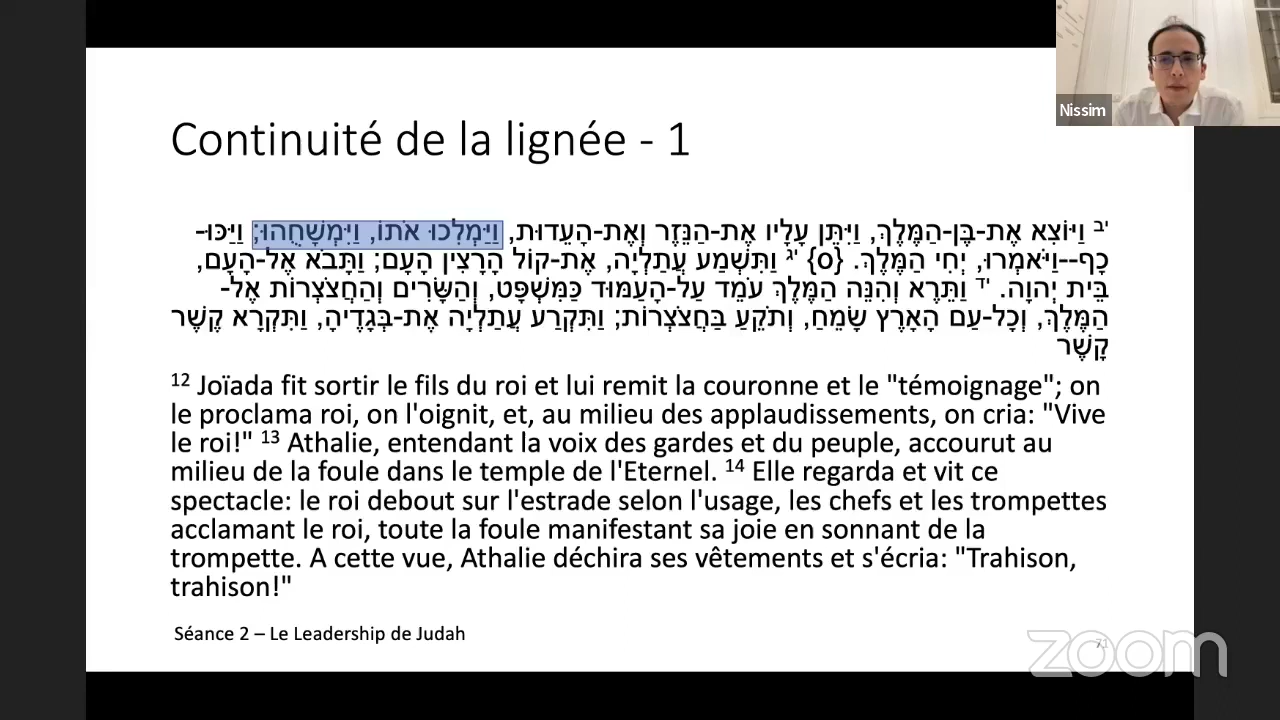 Nissim
Continuité de la lignée - 1
יב וַיּוֹצִא אֶת-בֶּן-הַמֶּלֶךְ, וַיִּתֵּן עָלָיו אֶת-הַנֵּזֶר וְאֶת-הָעֵדוּת, וַיַּמְלִכוּ אֹתוֹ, וַיִּמְשָׁחֻהוּ; וַיַּכּוּ-
כָף--וַיֹּאמְרוּ, יְחִי הַמֶּלֶךְ. {o} יג וַתִּשְׁמַע עֲתַלְיָה, אֶת-קוֹל הָרָצִין הָעָם; וַתָּבֹא אֶל-הָעָם,
בֵּית יְהוָה. יד וַתֵּרֶא וְהִנֵּה הַמֶּלֶךְ עֹמֵד עַל-הָעַמּוּד כַּמִּשְׁפָּט, וְהַשָּׂרִים וְהַחֲצֹצְרוֹת אֶל-
הַמֶּלֶךְ, וְכָל-עַם הָאָרֶץ שָׂמֵחַ, וְתֹקֵעַ בַּחֲצֹצְרוֹת; וַתִּקְרַע עֲתַלְיָה אֶת-בְּגָדֶיהָ, וַתִּקְרָא קֶשֶׁר
קָשֶׁר
12 Joïada fit sortir le fils du roi et lui remit la couronne et le "témoignage"; on
le proclama roi, on l'oignit, et, au milieu des applaudissements, on cria: "Vive
le roi!" 13 Athalie, entendant la voix des gardes et du peuple, accourut au
milieu de la foule dans le temple de l'Eternel. 14 Elle regarda et vit ce
spectacle: le roi debout sur l'estrade selon l'usage, les chefs et les trompettes
acclamant le roi, toute la foule manifestant sa joie en sonnant de la
trompette. A cette vue, Athalie déchira ses vêtements et s'écria: "Trahison,
trahison!"
Séance 2 – Le Leadership de Judah
71
zoom